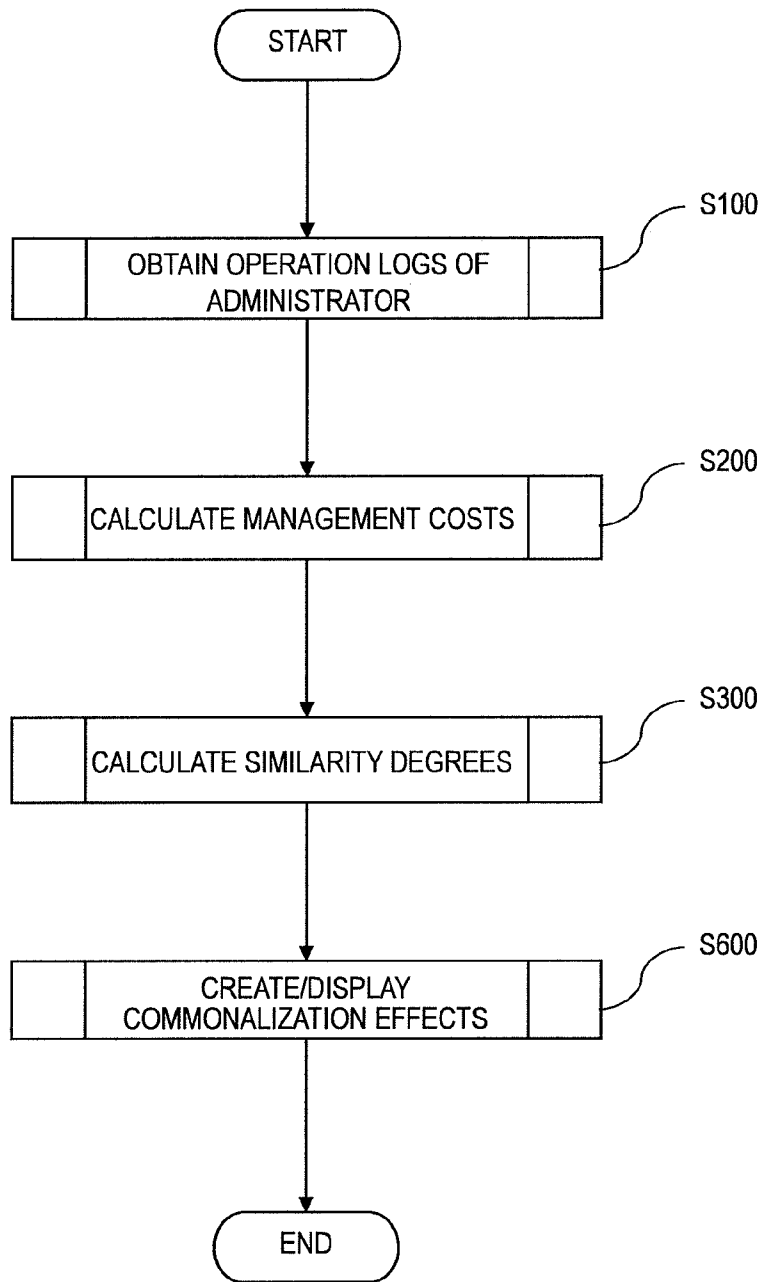 START
S100
OBTAIN OPERATION LOGS OF
ADMINISTRATOR
S200
CALCULATE MANAGEMENT COSTS
S300
CALCULATE SIMILARITY DEGREES
S600
CREATE/DISPLAY
COMMONALIZATION EFFECTS
END